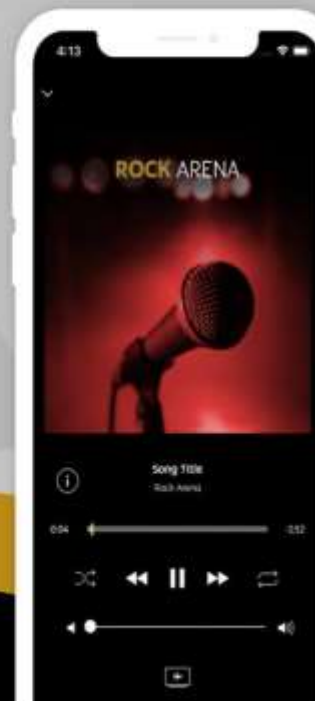 4:13
ROCK ARENA
Song Title
Rock Arena
0:04
-3:52